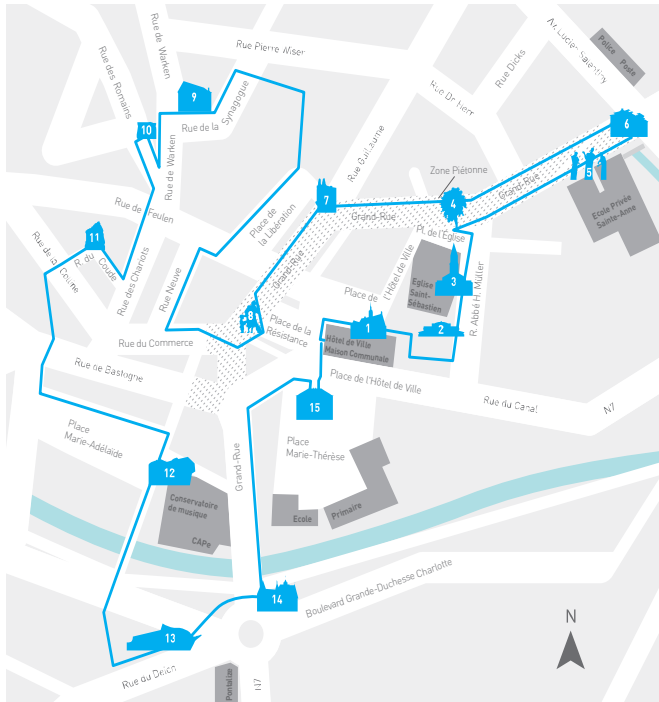 Rue de Warken
Rue des Romains
Rue Pierre Wiser
Av. Lucien Salentiny
Police
Poste
Rue Dicks
Rue Dr Herr
9
Rue de la
Synagogue
10
Rue de Warken
Rue Guillaume
6
Zone Piétonne
5
Grand-Rue
7
4
Ecole Privée
Sainte-Anne
Rue de Feulen
Grand-Rue
Place de
la Libération
Pl. de l'Église
11
R. du
Coude
Rue de la Coume
Rue des Chariots
Rue Neuve
Grand-Rue
Place de
l'Hôtel de Ville
3
Eglise
Saint-
Sébastien
R. Abbé H. Müller
8
1
2
Place de la
Résistance
Hôtel de Ville
Maison Communale
Rue du Commerce
Rue de Bastogne
Place de l'Hôtel de Ville
Rue du Canal
N7
15
Place
Marie-Adélaïde
Grand-Rue
Place
Marie-Thérèse
12
Conservatoire
de musique
CAPe
Ecole
Primaire
14
Boulevard Grande-Duchesse Charlotte
13
N
Rue du Deich
Pontalize
N7